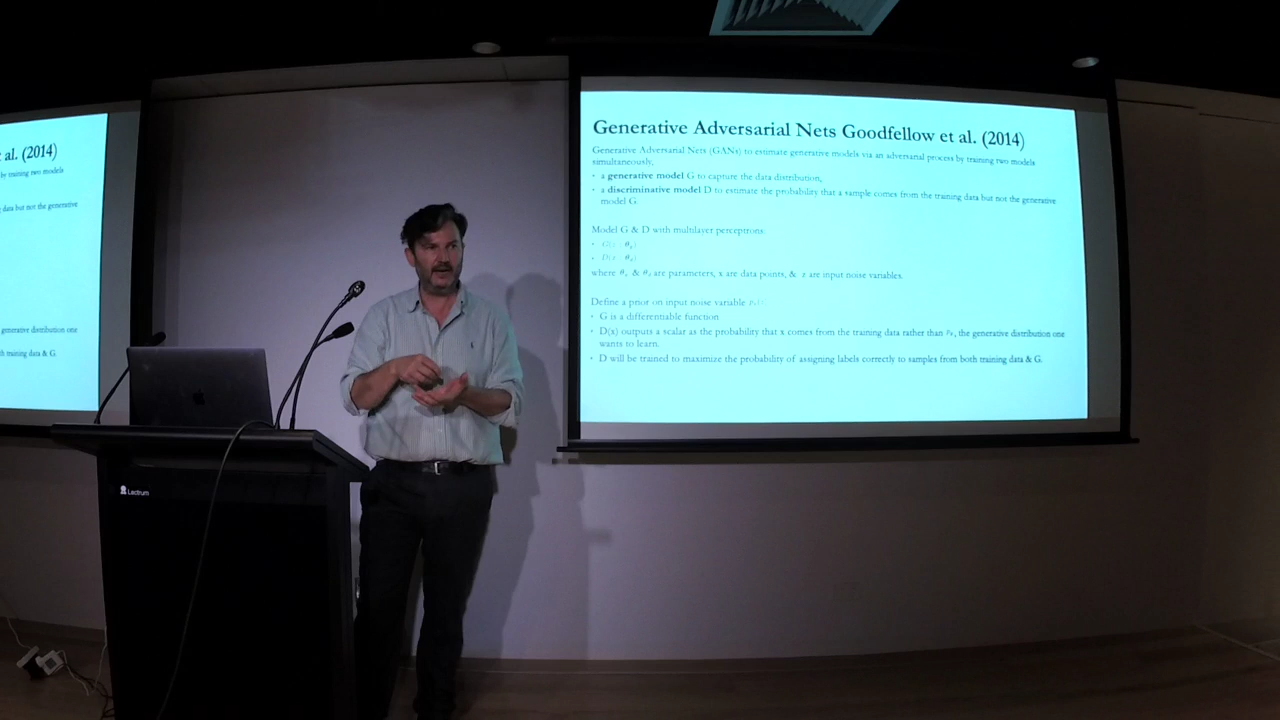 al. (2014)
by training two models
data but not the generative
generative distribution one
th training data & G.
Lectrum
Generative Adversarial Nets Goodfellow et al. (2014)
Generative Adversarial Nets (GANs) to estimate generative models via an adversarial process by training two models
simultaneously,
• a generative model G to capture the data distribution,
• a discriminative model D to estimate the probability that a sample comes from the training data but not the generative
model G.
Model G & D with multilayer perceptrons
where θg & θd are parameters, x are data points, & z are input noise variables.
Define a prior on input noise variable
• G is a differentiable function
• D(x) outputs a scalar as the probability that x comes from the training data rather than pg, the generative distribution one
wants to learn.
• D will be trained to maximize the probability of assigning labels correctly to samples from both training data & G.